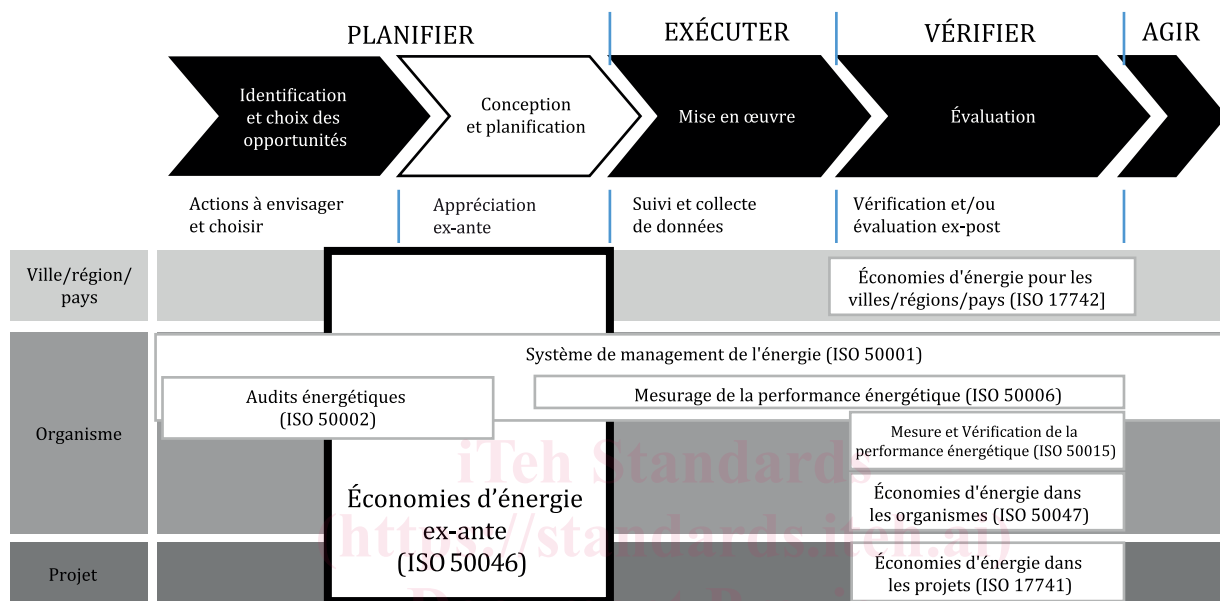 PLANIFIER
EXÉCUTER
VÉRIFIER
AGIR
Identification
et choix des
opportunités
Conception
et planification
Mise en œuvre
Évaluation
Actions à envisager
et choisir
Appréciation
ex-ante
Suivi et collecte
de données
Vérification et/ou
évaluation ex-post
Ville/région/
pays
Économies d'énergie pour les
villes/régions/pays (ISO 17742]
Organisme
Système de management de l'énergie (ISO 50001)
Audits énergétiques
(ISO 50002)
Mesurage de la performance énergétique (ISO 50006)
Mesure et Vérification de la
performance énergétique (ISO 50015)
Économies d'énergie dans
les organismes (ISO 50047)
Économies d’énergie
ex-ante
(ISO 50046)
Projet
Économies d'énergie dans
les projets (ISO 17741)
iTeh Standards
(https://standards.iteh.ai)